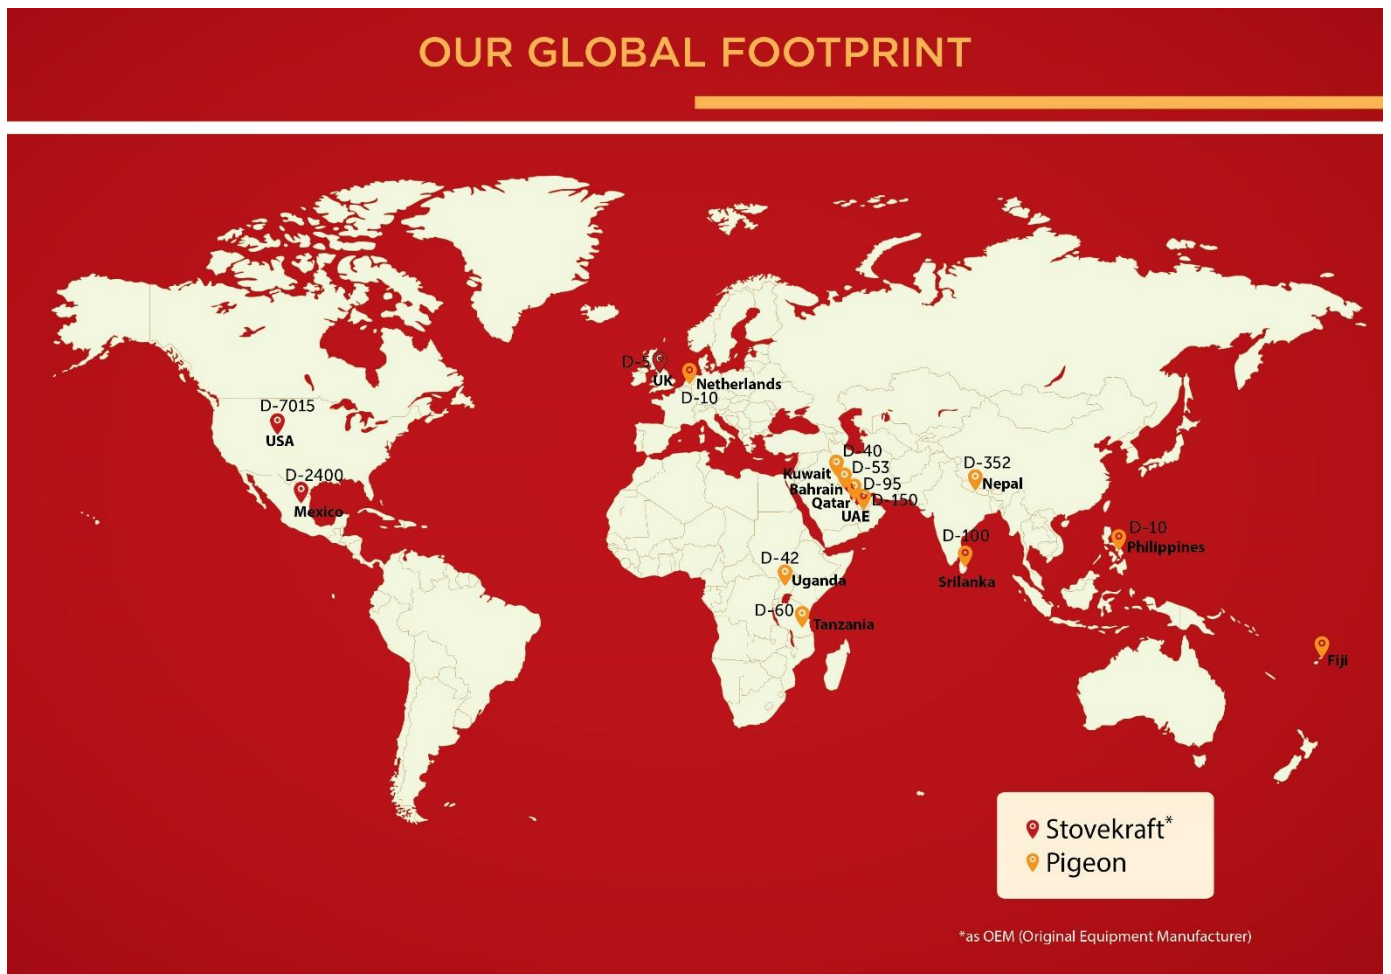 OUR GLOBAL FOOTPRINT
D-5
UK
Netherlands
D-10
D-7015
USA
D-2400
Mexico
D-40
Kuwait
D-53
Bahrain
D-95
Qatar
D-150
UAE
D-352
Nepal
D-100
Srilanka
D-10
Philippines
D-42
Uganda
D-60
Tanzania
Fiji
Stovekraft*
Pigeon
*as OEM (Original Equipment Manufacturer)